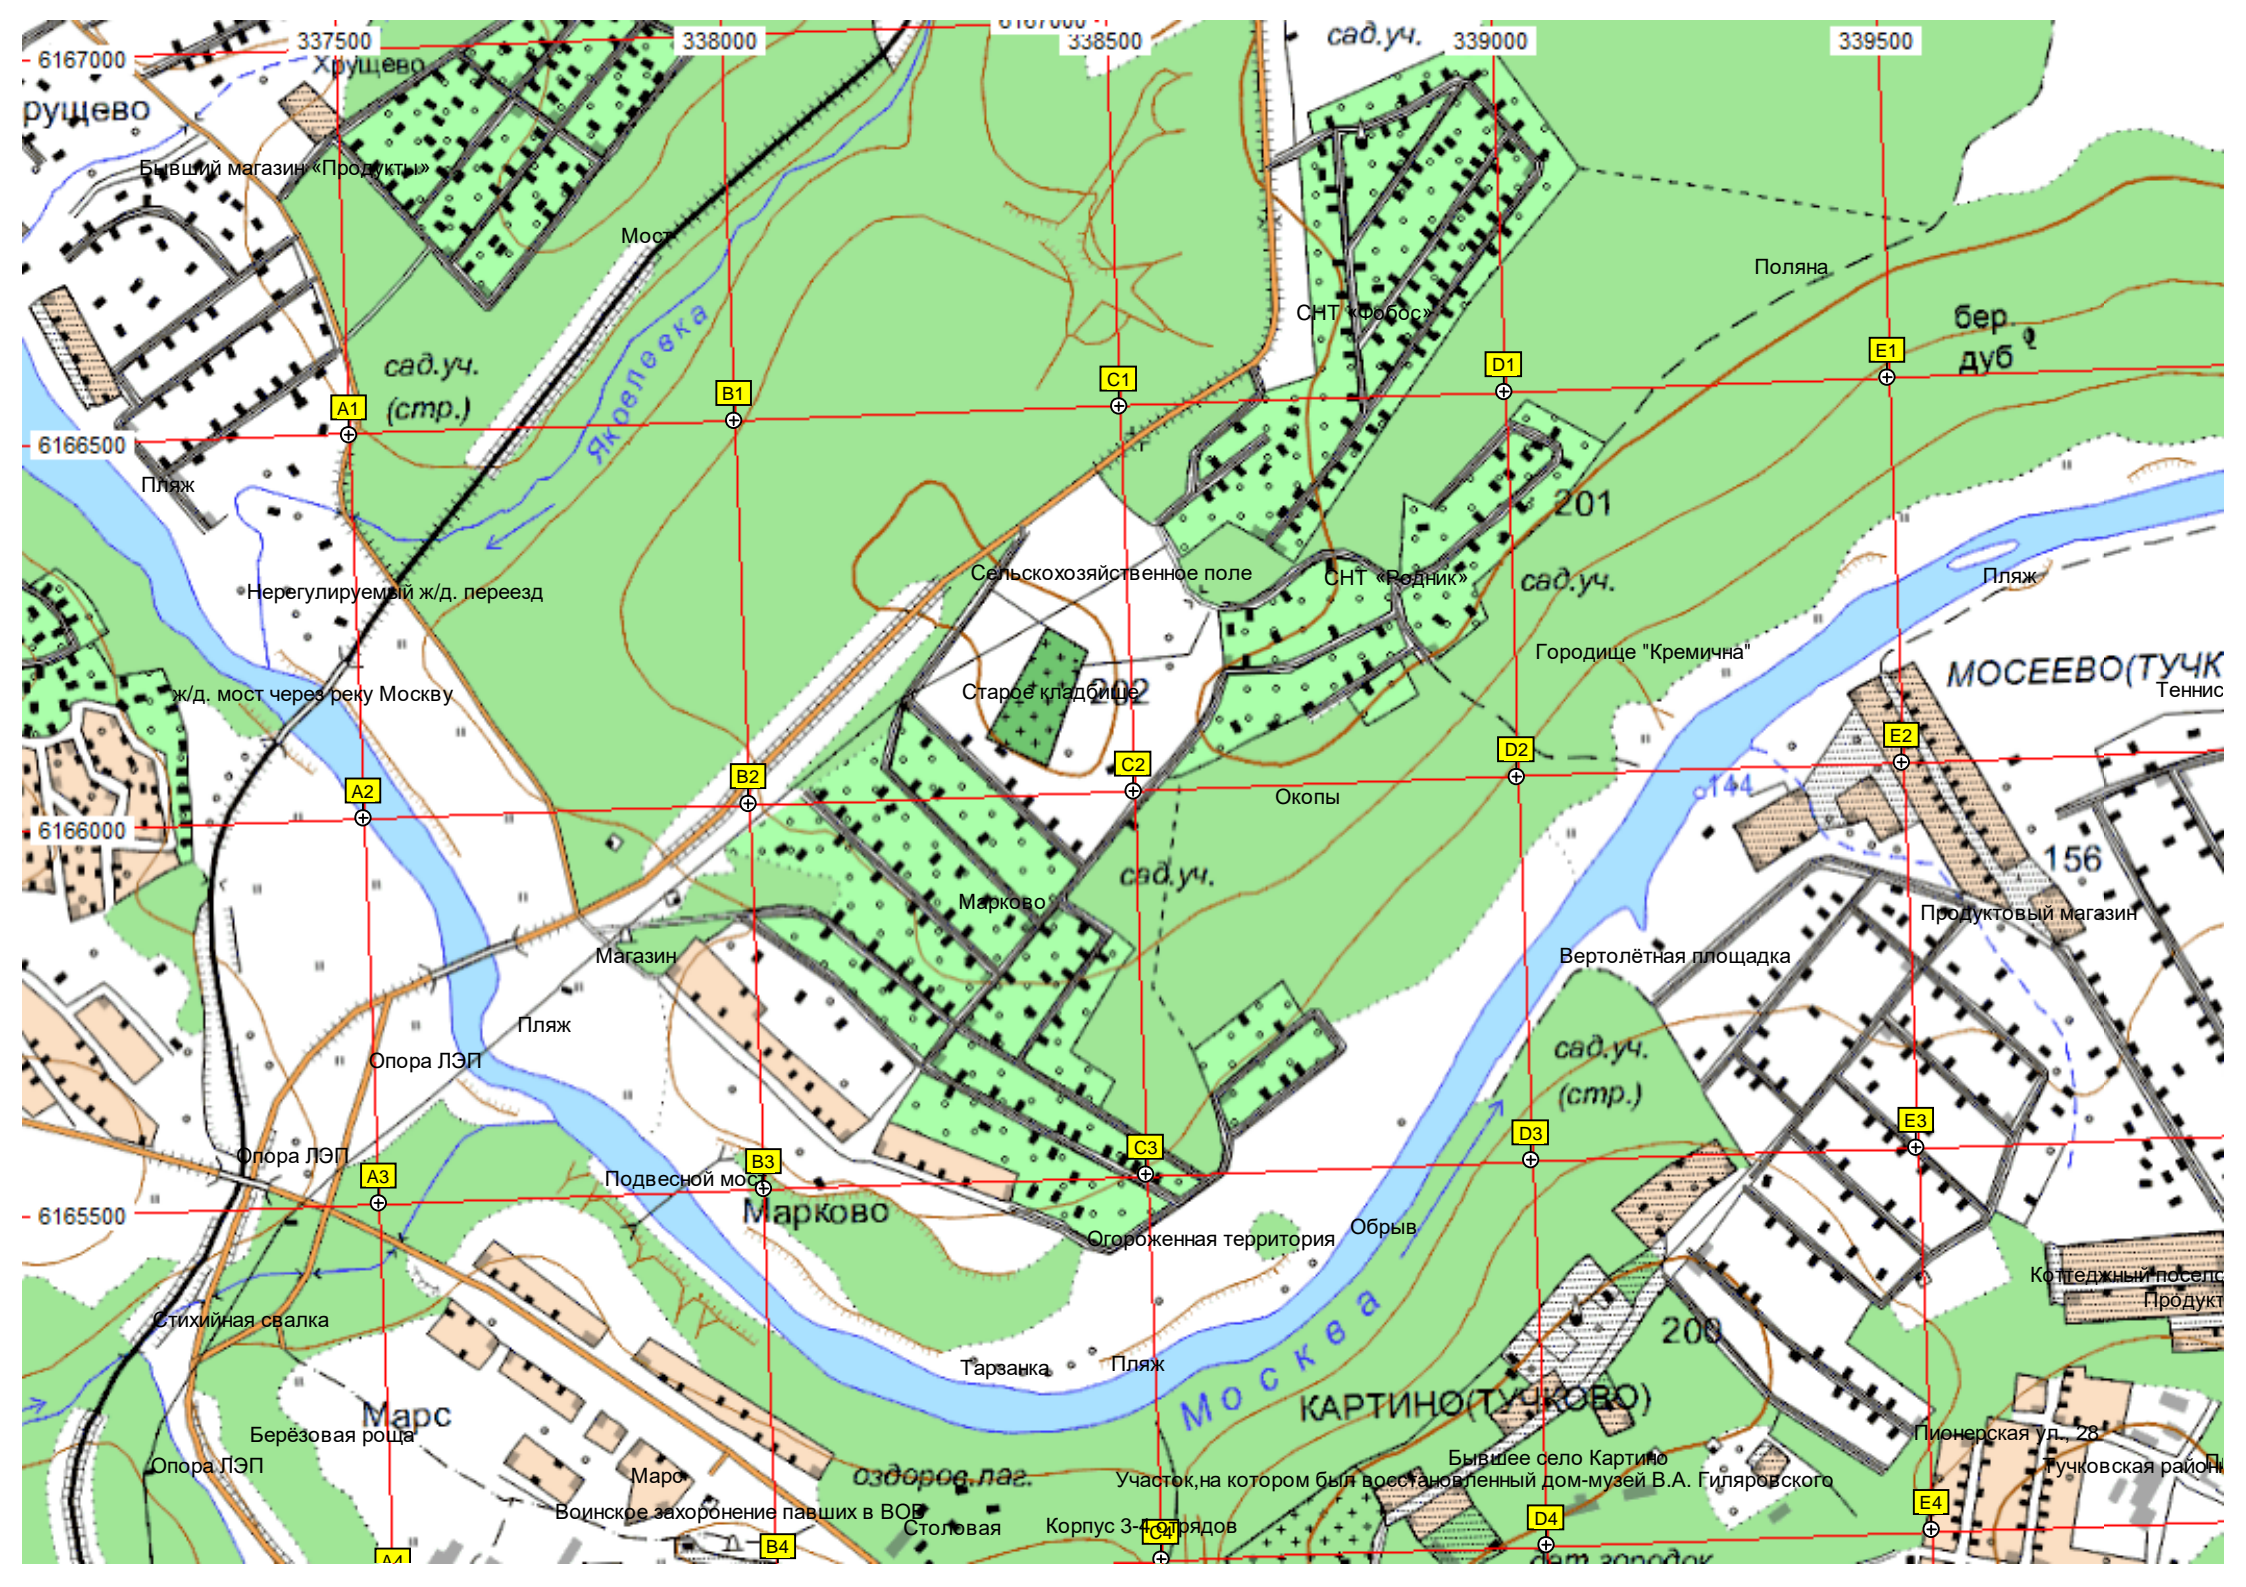 6167000
337500
338000
338500
339000
339500
6167000
сад.уч.
Хрущево
рущево
Бывший магазин «Продукты»
Мост
Поляна
СНТ «Фобос»
бер.
дуб
Яковлевка
сад.уч.
(стр.)
A1
B1
C1
D1
E1
6166500
Пляж
201
Нерегулируемый ж/д. переезд
Сельскохозяйственное поле
СНТ «Родник»
сад.уч.
Пляж
Городище "Кремична"
МОСЕЕВО(ТУЧК
Теннис
ж/д. мост через реку Москву
Старое кладбище
202
A2
B2
C2
D2
E2
144
Окопы
6166000
156
сад.уч.
Марково
Продуктовый магазин
Магазин
Вертолётная площадка
Пляж
Опора ЛЭП
сад.уч.
(стр.)
Опора ЛЭП
A3
B3
C3
D3
E3
Подвесной мост
6165500
Марково
Огороженная территория
Обрыв
Коттеджный посело
Продукт
Стихийная свалка
Москва
200
Тарзанка
Пляж
КАРТИНО(ТУЧКОВО)
Марс
Берёзовая роща
Пионерская ул., 28
Опора ЛЭП
Марс
оздоров.лаг.
Бывшее село Картино
Участок,на котором был восстановленный дом-музей В.А. Гиляровского
Тучковская район
Воинское захоронение павших в ВОВ
Столовая
Корпус 3-4 отрядов
A4
B4
C4
D4
E4
дат.городок